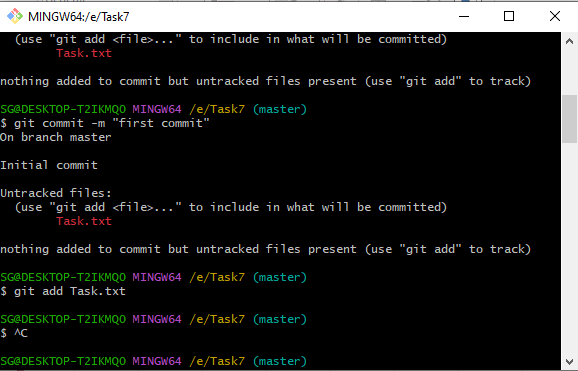 MINGW64:/e/Task7
(use "git add <file>..." to include in what will be committed)
Task.txt
nothing added to commit but untracked files present (use "git add" to track)
SG@DESKTOP-T2IKMQO MINGW64 /e/Task7 (master)
$ git commit -m "first commit"
On branch master
Initial commit
Untracked files:
(use "git add <file>..." to include in what will be committed)
Task.txt
nothing added to commit but untracked files present (use "git add" to track)
SG@DESKTOP-T2IKMQO MINGW64 /e/Task7 (master)
$ git add Task.txt
SG@DESKTOP-T2IKMQO MINGW64 /e/Task7 (master)
$ ^C
SG@DESKTOP-T2IKMQO MINGW64 /e/Task7 (master)